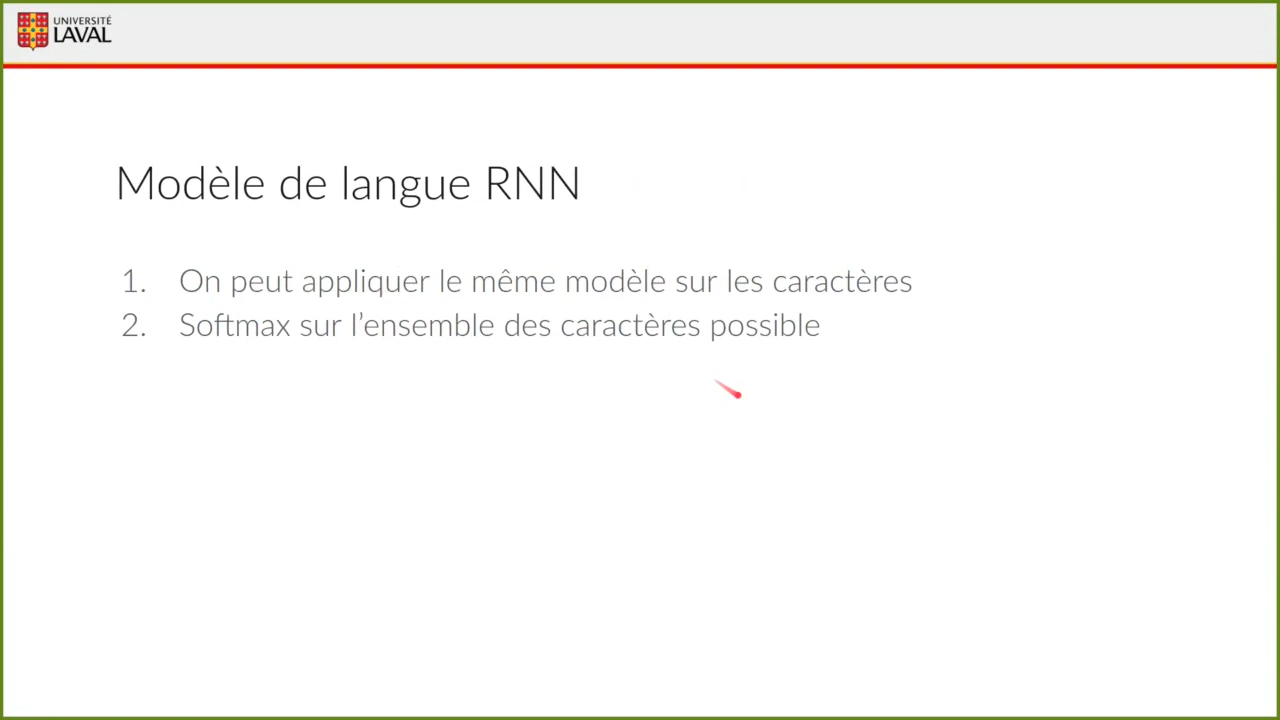 UNIVERSITÉ
LAVAL
Modèle de langue RNN
1. On peut appliquer le même modèle sur les caractères
2. Softmax sur l’ensemble des caractères possible